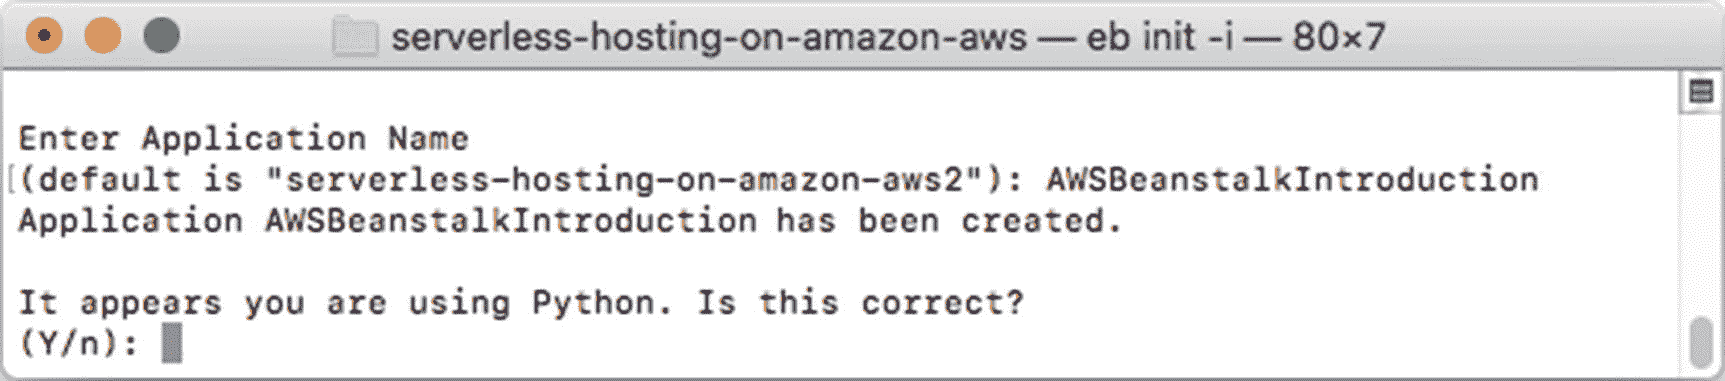 serverless-hosting-on-amazon-aws — eb init -i — 80×7
Enter Application Name
[(default is "serverless-hosting-on-amazon-aws2"): AWSBeanstalkIntroduction
Application AWSBeanstalkIntroduction has been created.
It appears you are using Python. Is this correct?
(Y/n):